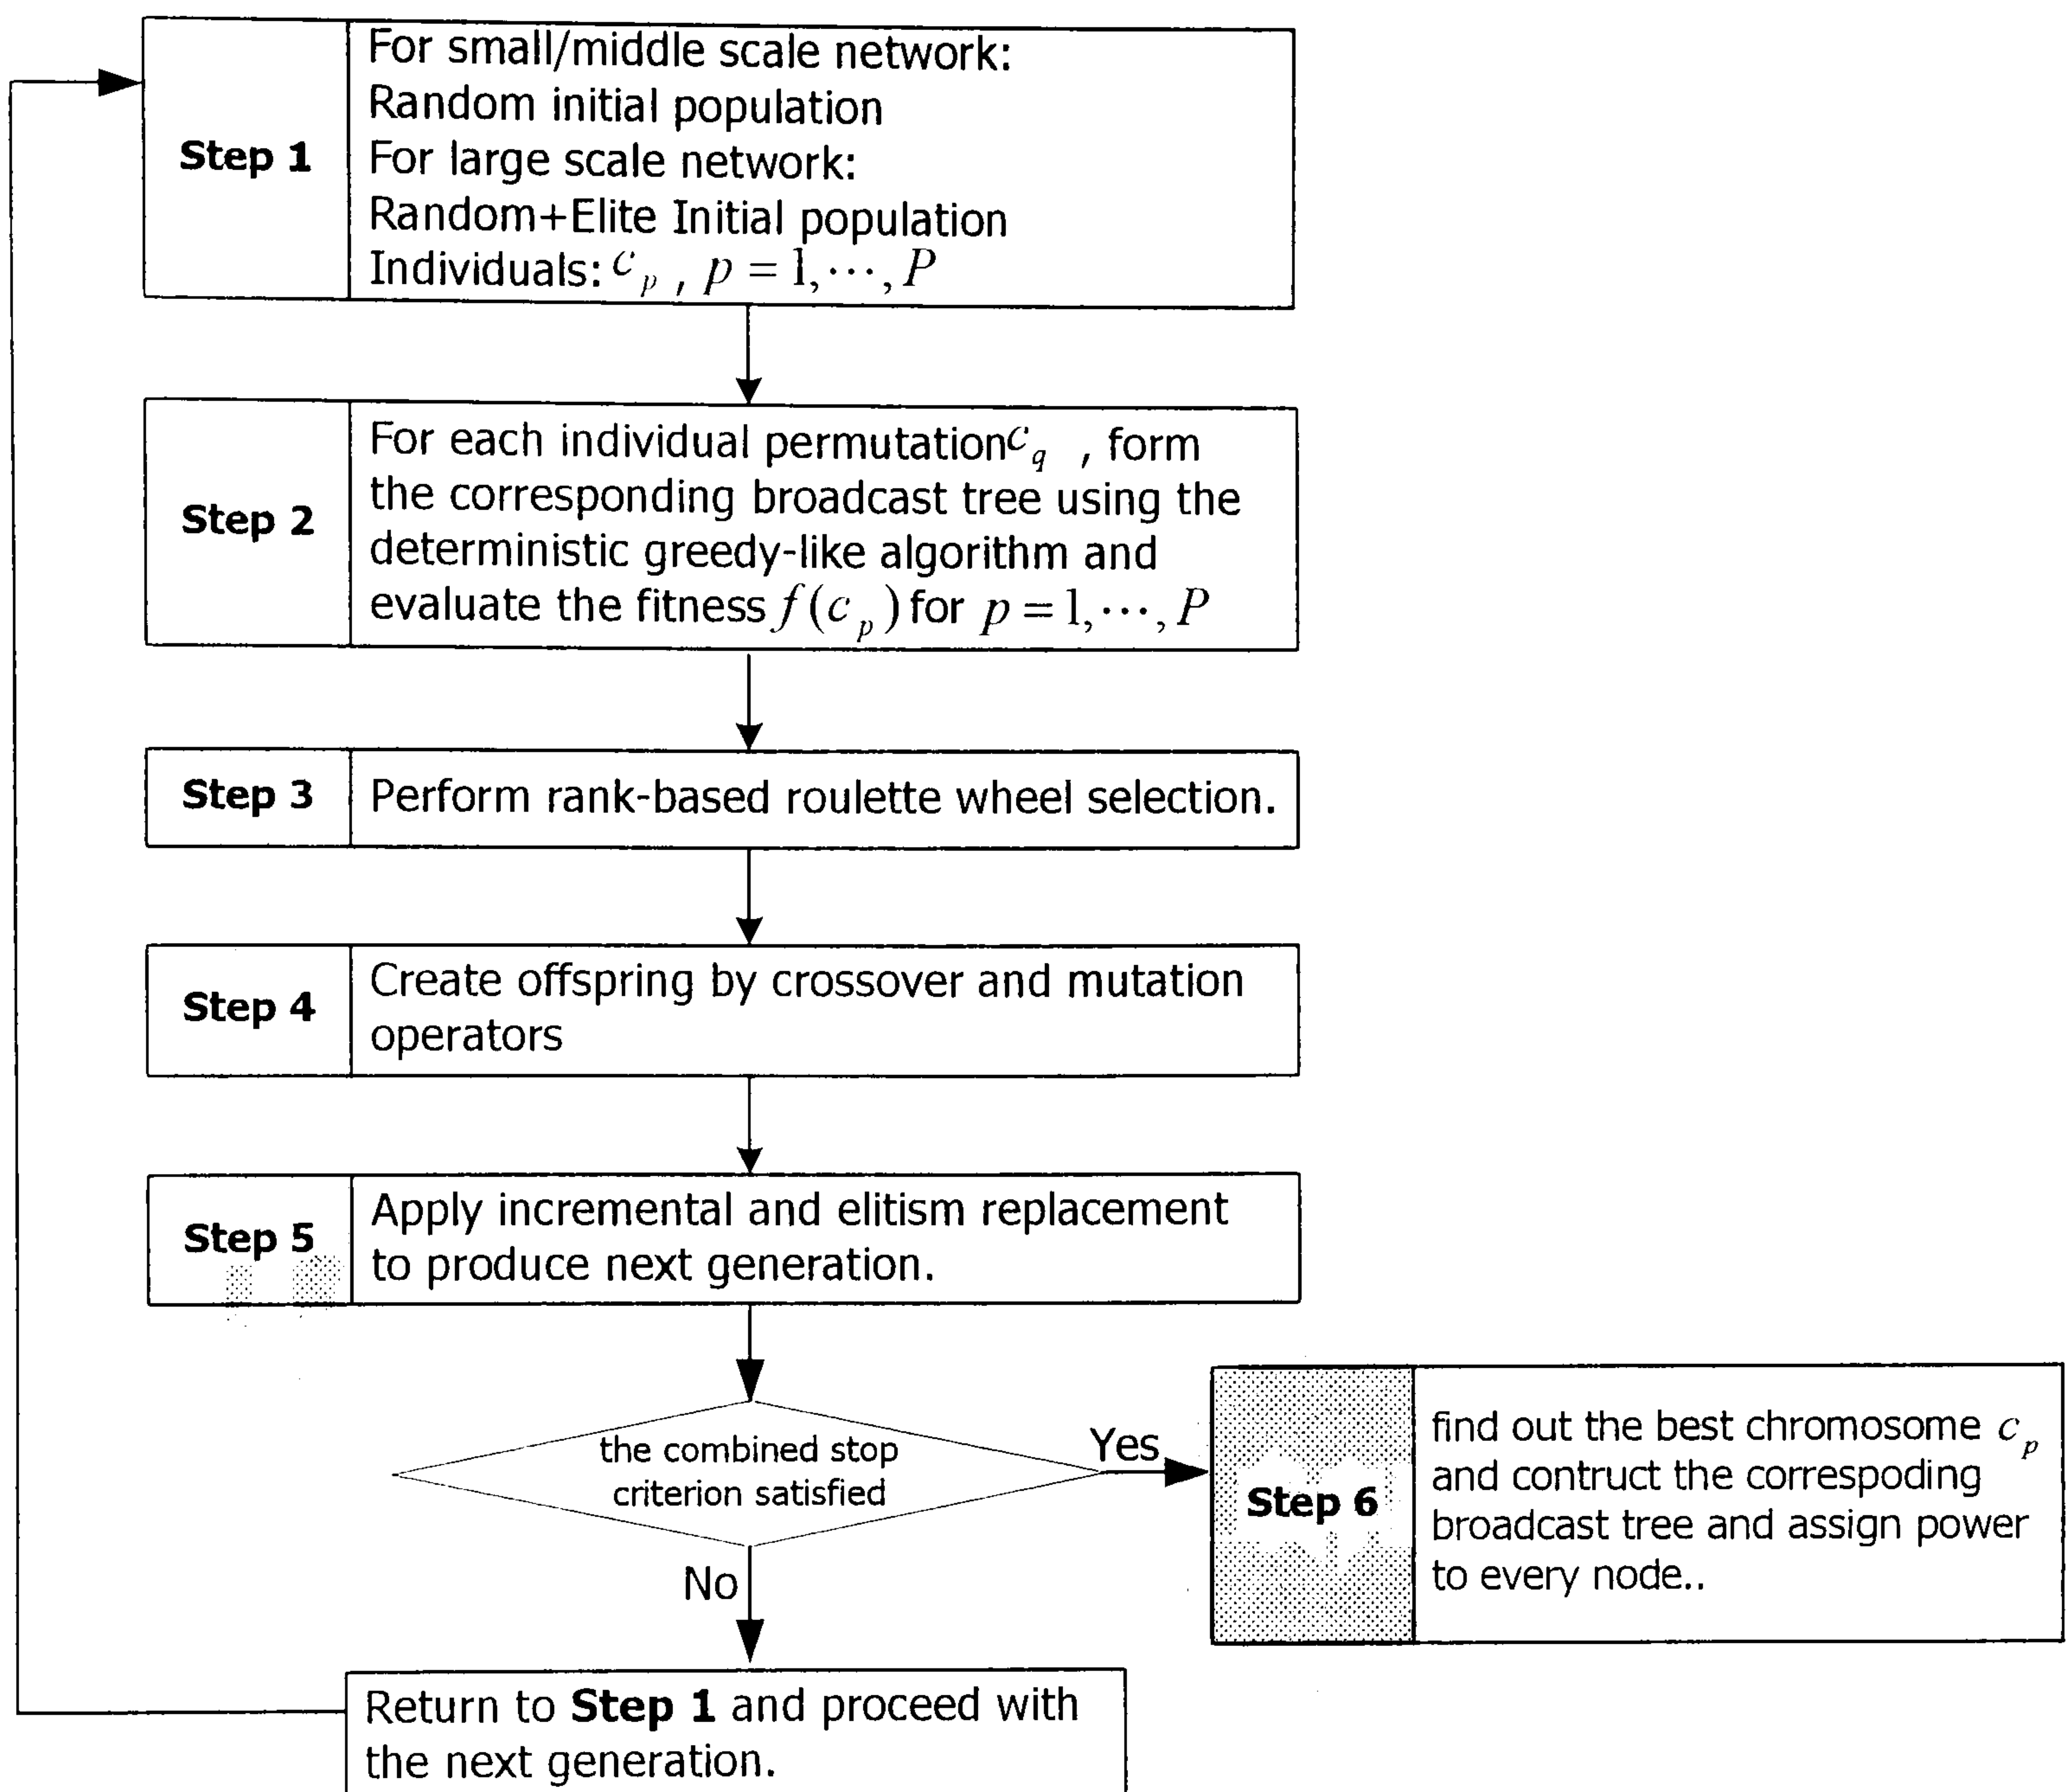 Step 1
For small/middle scale network:
Random initial population
For large scale network:
Random+Elite Initial population
Individuals: c_p , p = 1, ⋯, P
Step 2
For each individual permutation c_q , form
the corresponding broadcast tree using the
deterministic greedy-like algorithm and
evaluate the fitness f(c_p) for p = 1, ⋯, P
Step 3
Perform rank-based roulette wheel selection.
Step 4
Create offspring by crossover and mutation
operators
Step 5
Apply incremental and elitism replacement
to produce next generation.
the combined stop
criterion satisfied
Yes
Step 6
find out the best chromosome c_p
and contruct the correspoding
broadcast tree and assign power
to every node..
No
Return to Step 1 and proceed with
the next generation.